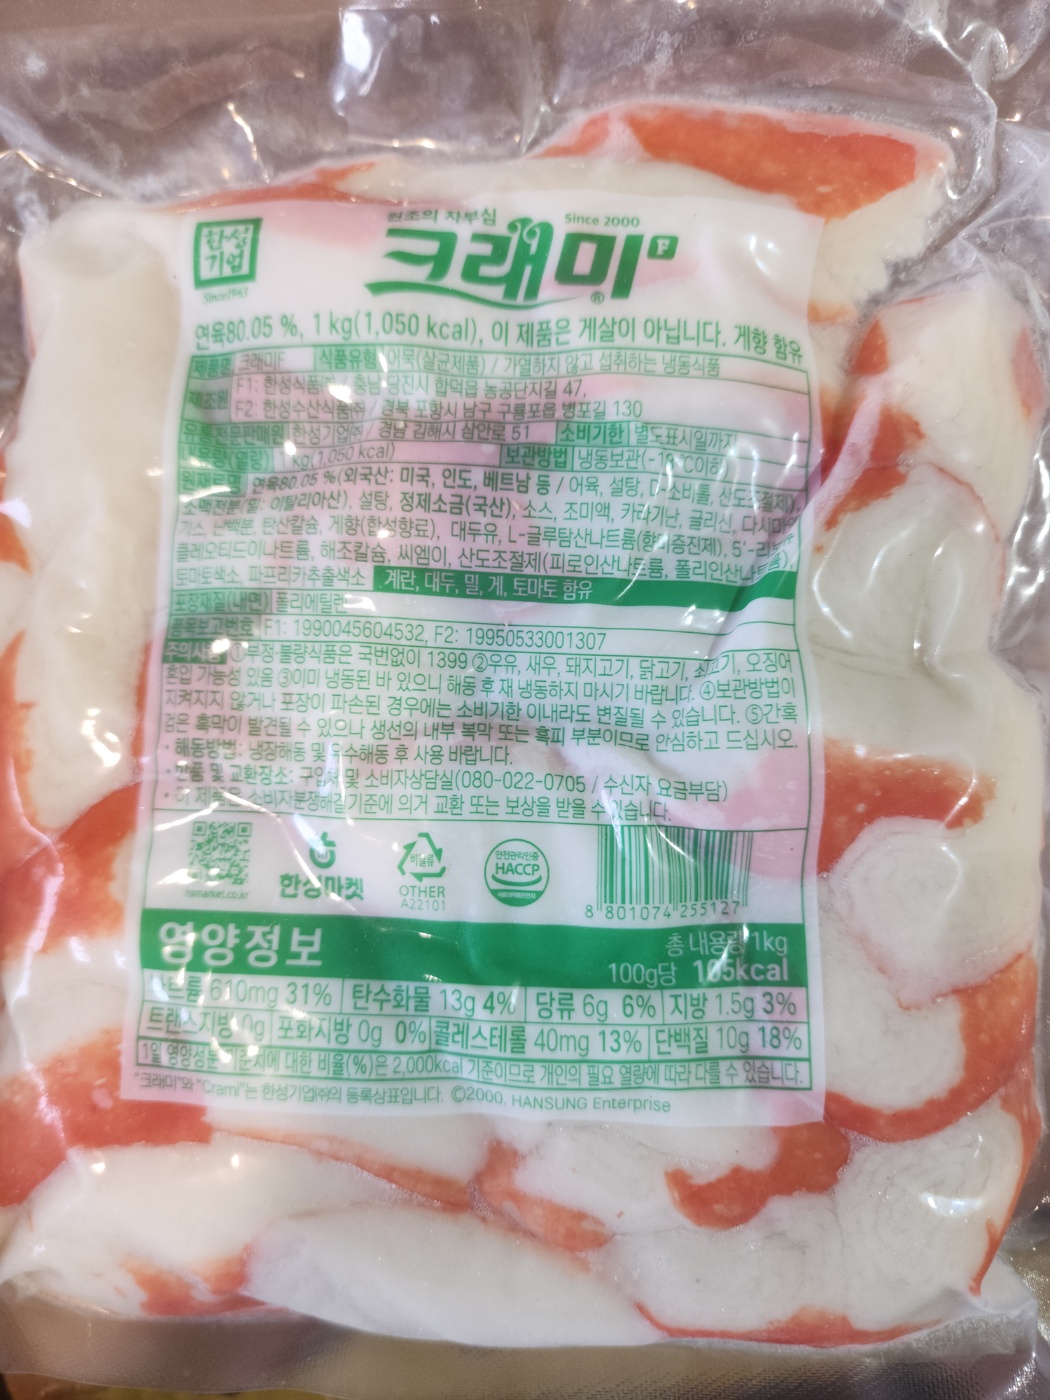 한성
기업
Since1963
원조의 자부심
Since 2000
크래미 F
®
연육80.05 %, 1 kg(1,050 kcal), 이 제품은 게살이 아닙니다. 게향 함유
제품명 크래미F 식품유형 어묵(살균제품) / 가열하지 않고 섭취하는 냉동식품
제조원 F1: 한성식품㈜ 충남 당진시 합덕읍 농공단지길 47,
F2: 한성수산식품㈜ / 경북 포항시 남구 구룡포읍 병포길 130
한성기업㈜ 경남 김해시 삼안로 51 소비기한 별도표시일까지
kg(1,050 kcal) 보관방법 냉동보관
연육80.05 %(외국산: 미국, 인도, 베트남 등 / 어육, 설탕, D-소비톨,
설탕, 정제소금(국산), 소스, 조미액, 카라기난, 글리신,
난백분, 탄산칼슘, 게향(합성향료), 대두유, L-글루탐산나트륨(향미증진제),
해조칼슘, 씨엠이, 산도조절제(피로인산나트륨,
토마토색소, 파프리카추출색소 계란, 대두, 밀, 게, 토마토 함유
포장재질(내면) 폴리에틸렌
F1: 1990045604532, F2: 19950533001307
주의사항 ①부정·불량식품은 국번없이 1399 ②우유, 새우, 돼지고기, 닭고기, 쇠고기, 오징어
혼입 가능성 있음 ③이미 냉동된 바 있으니 해동 후 재 냉동하지 마시기 바랍니다. ④보관방법이
지켜지지 않거나 포장이 파손된 경우에는 소비기한 이내라도 변질될 수 있습니다. ⑤간혹
검은 흑막이 발견될 수 있으나 생선의 내부 복막 또는 흑피 부분이므로 안심하고 드십시오.
• 해동방법: 냉장해동 및 유수해동 후 사용 바랍니다.
• 반품 및 교환장소: 구입처 및 소비자상담실(080-022-0705 / 수신자 요금부담)
• 이 제품은 소비자분쟁해결기준에 의거 교환 또는 보상을 받을 수 있습니다.
hsmarket.co.kr
한성마켓
비닐류
OTHER
A22101
안전관리인증
HACCP
8 801074 255127
영양정보
총 내용량 1kg
100g당 105kcal
나트륨 610mg 31% 탄수화물 13g 4% 당류 6g 6% 지방 1.5g 3%
트랜스지방 0g 포화지방 0g 0% 콜레스테롤 40mg 13% 단백질 10g 18%
1일 영양성분 기준치에 대한 비율(%)은 2,000kcal 기준이므로 개인의 필요 열량에 따라 다를 수 있습니다.
"크래미"와 "Crami"는 한성기업㈜의 등록상표입니다. ©2000. HANSUNG Enterprise